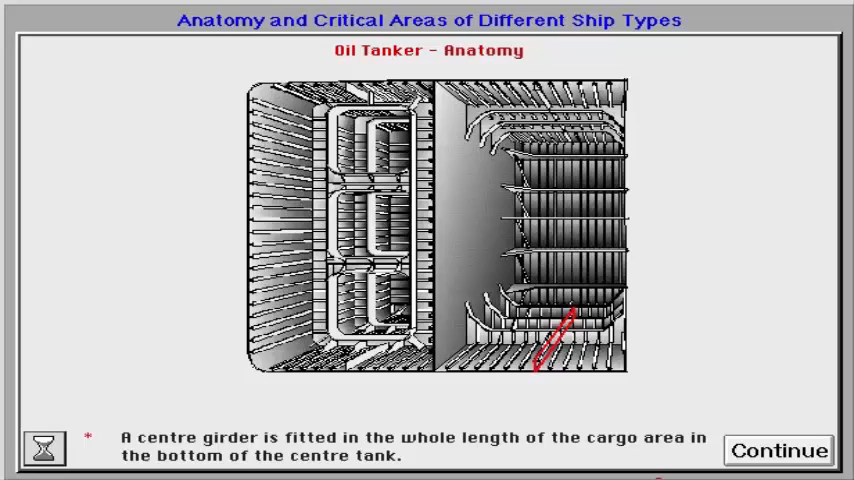 Anatomy and Critical Areas of Different Ship Types
Oil Tanker - Anatomy
* A centre girder is fitted in the whole length of the cargo area in
the bottom of the centre tank.
Continue